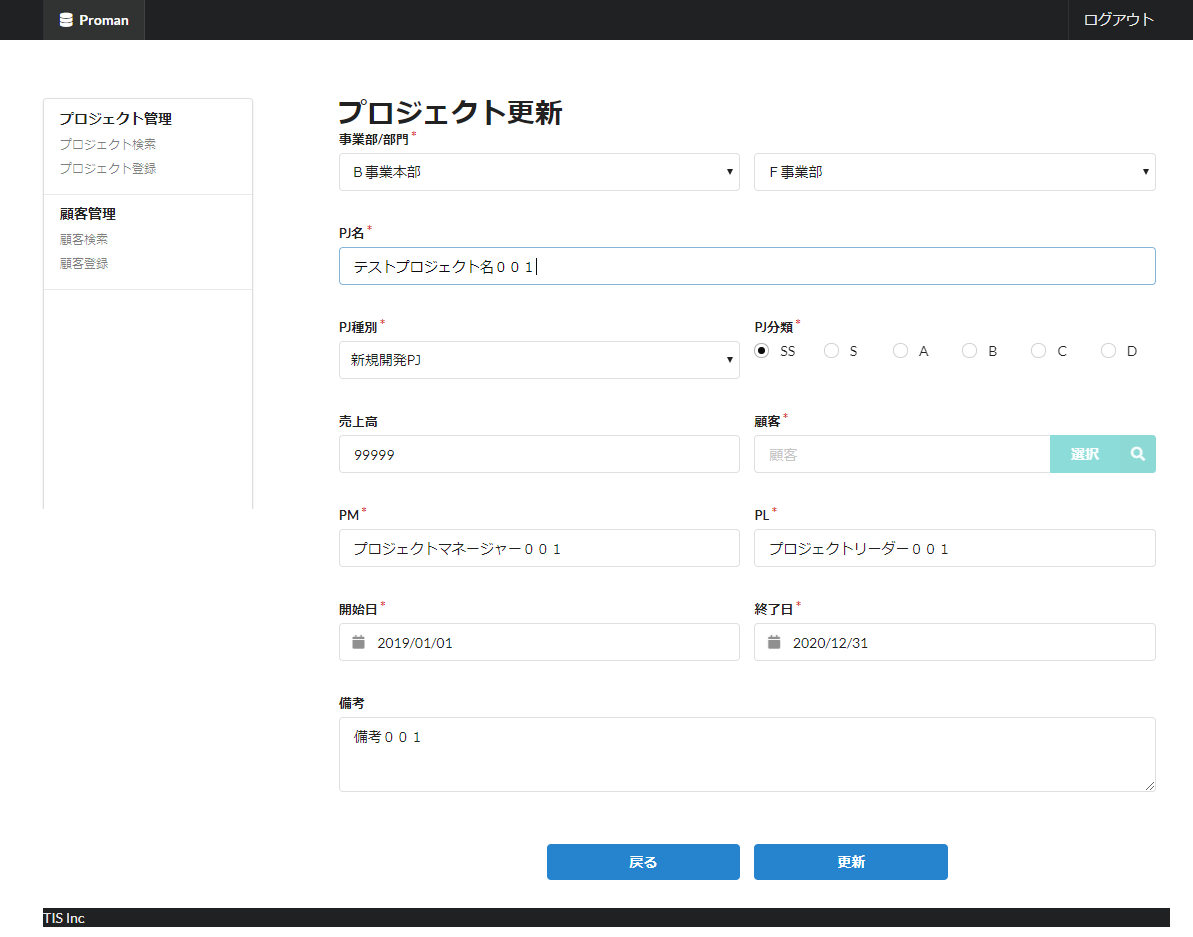 Proman
ログアウト
プロジェクト管理
プロジェクト検索
プロジェクト登録
顧客管理
顧客検索
顧客登録
プロジェクト更新
事業部/部門*
Ｂ事業本部
Ｆ事業部
PJ名*
テストプロジェクト名００１
PJ種別*
新規開発PJ
PJ分類*
SS S A B C D
売上高
99999
顧客*
顧客
選択
PM*
プロジェクトマネージャー００１
PL*
プロジェクトリーダー００１
開始日*
2019/01/01
終了日*
2020/12/31
備考
備考００１
戻る
更新
TIS Inc